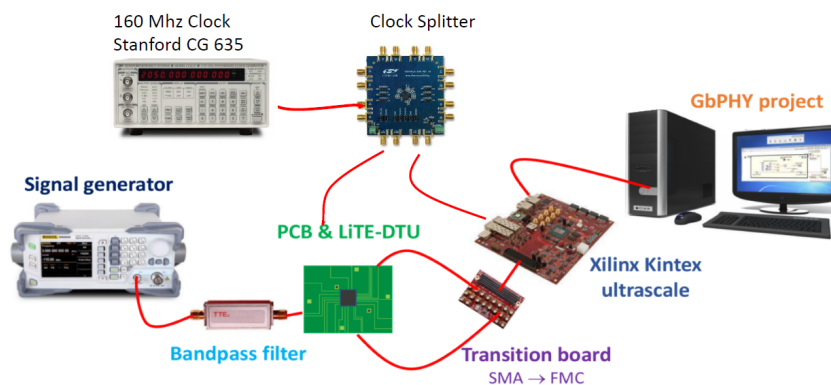 160 Mhz Clock
Stanford CG 635
Clock Splitter
GbPHY project
Signal generator
PCB & LiTE-DTU
Xilinx Kintex
ultrascale
TTE
Bandpass filter
Transition board
SMA → FMC